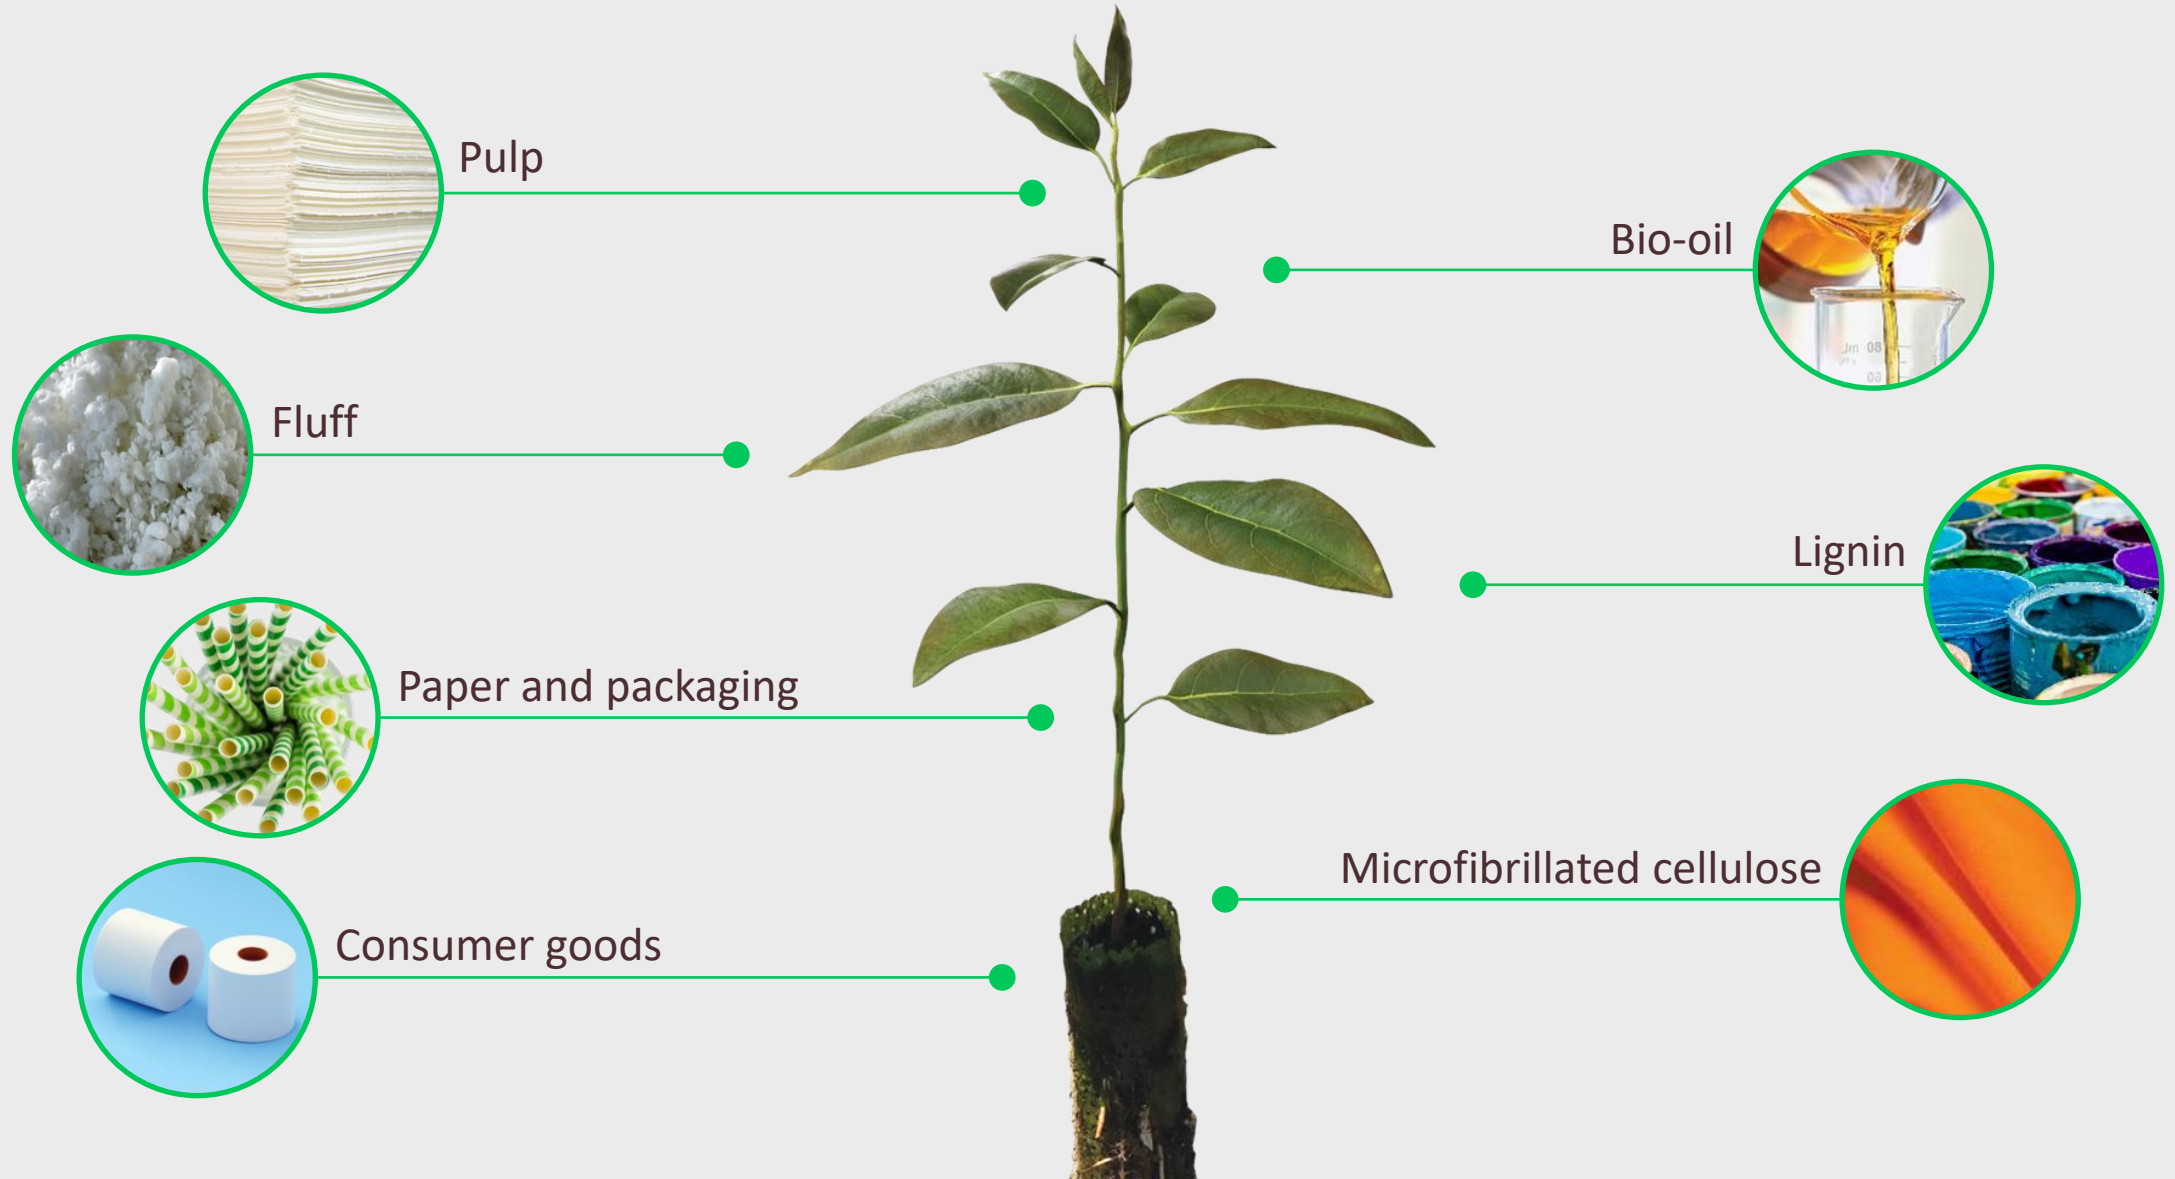 Pulp
Bio-oil
Fluff
Lignin
Paper and packaging
Microfibrillated cellulose
Consumer goods